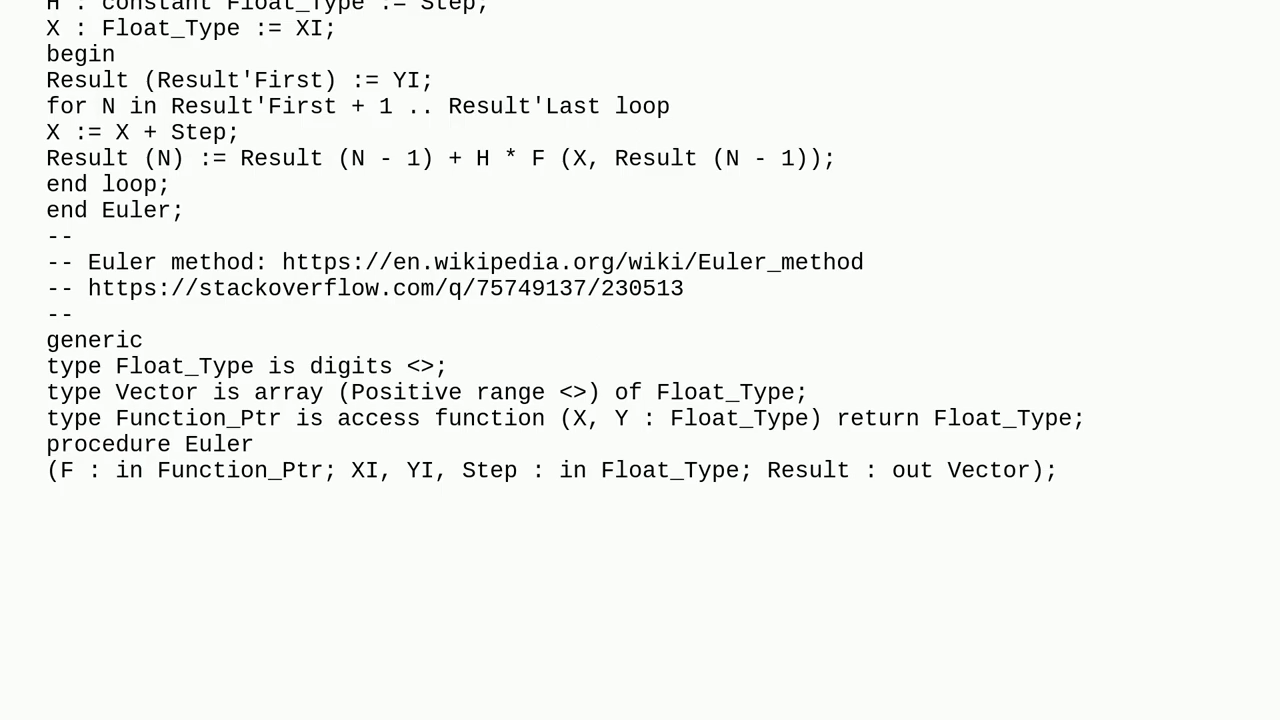 H : constant Float_Type := Step;
X : Float_Type := XI;
begin
Result (Result'First) := YI;
for N in Result'First + 1 .. Result'Last loop
X := X + Step;
Result (N) := Result (N - 1) + H * F (X, Result (N - 1));
end loop;
end Euler;
--
-- Euler method: https://en.wikipedia.org/wiki/Euler_method
-- https://stackoverflow.com/q/75749137/230513
--
generic
type Float_Type is digits <>;
type Vector is array (Positive range <>) of Float_Type;
type Function_Ptr is access function (X, Y : Float_Type) return Float_Type;
procedure Euler
(F : in Function_Ptr; XI, YI, Step : in Float_Type; Result : out Vector);